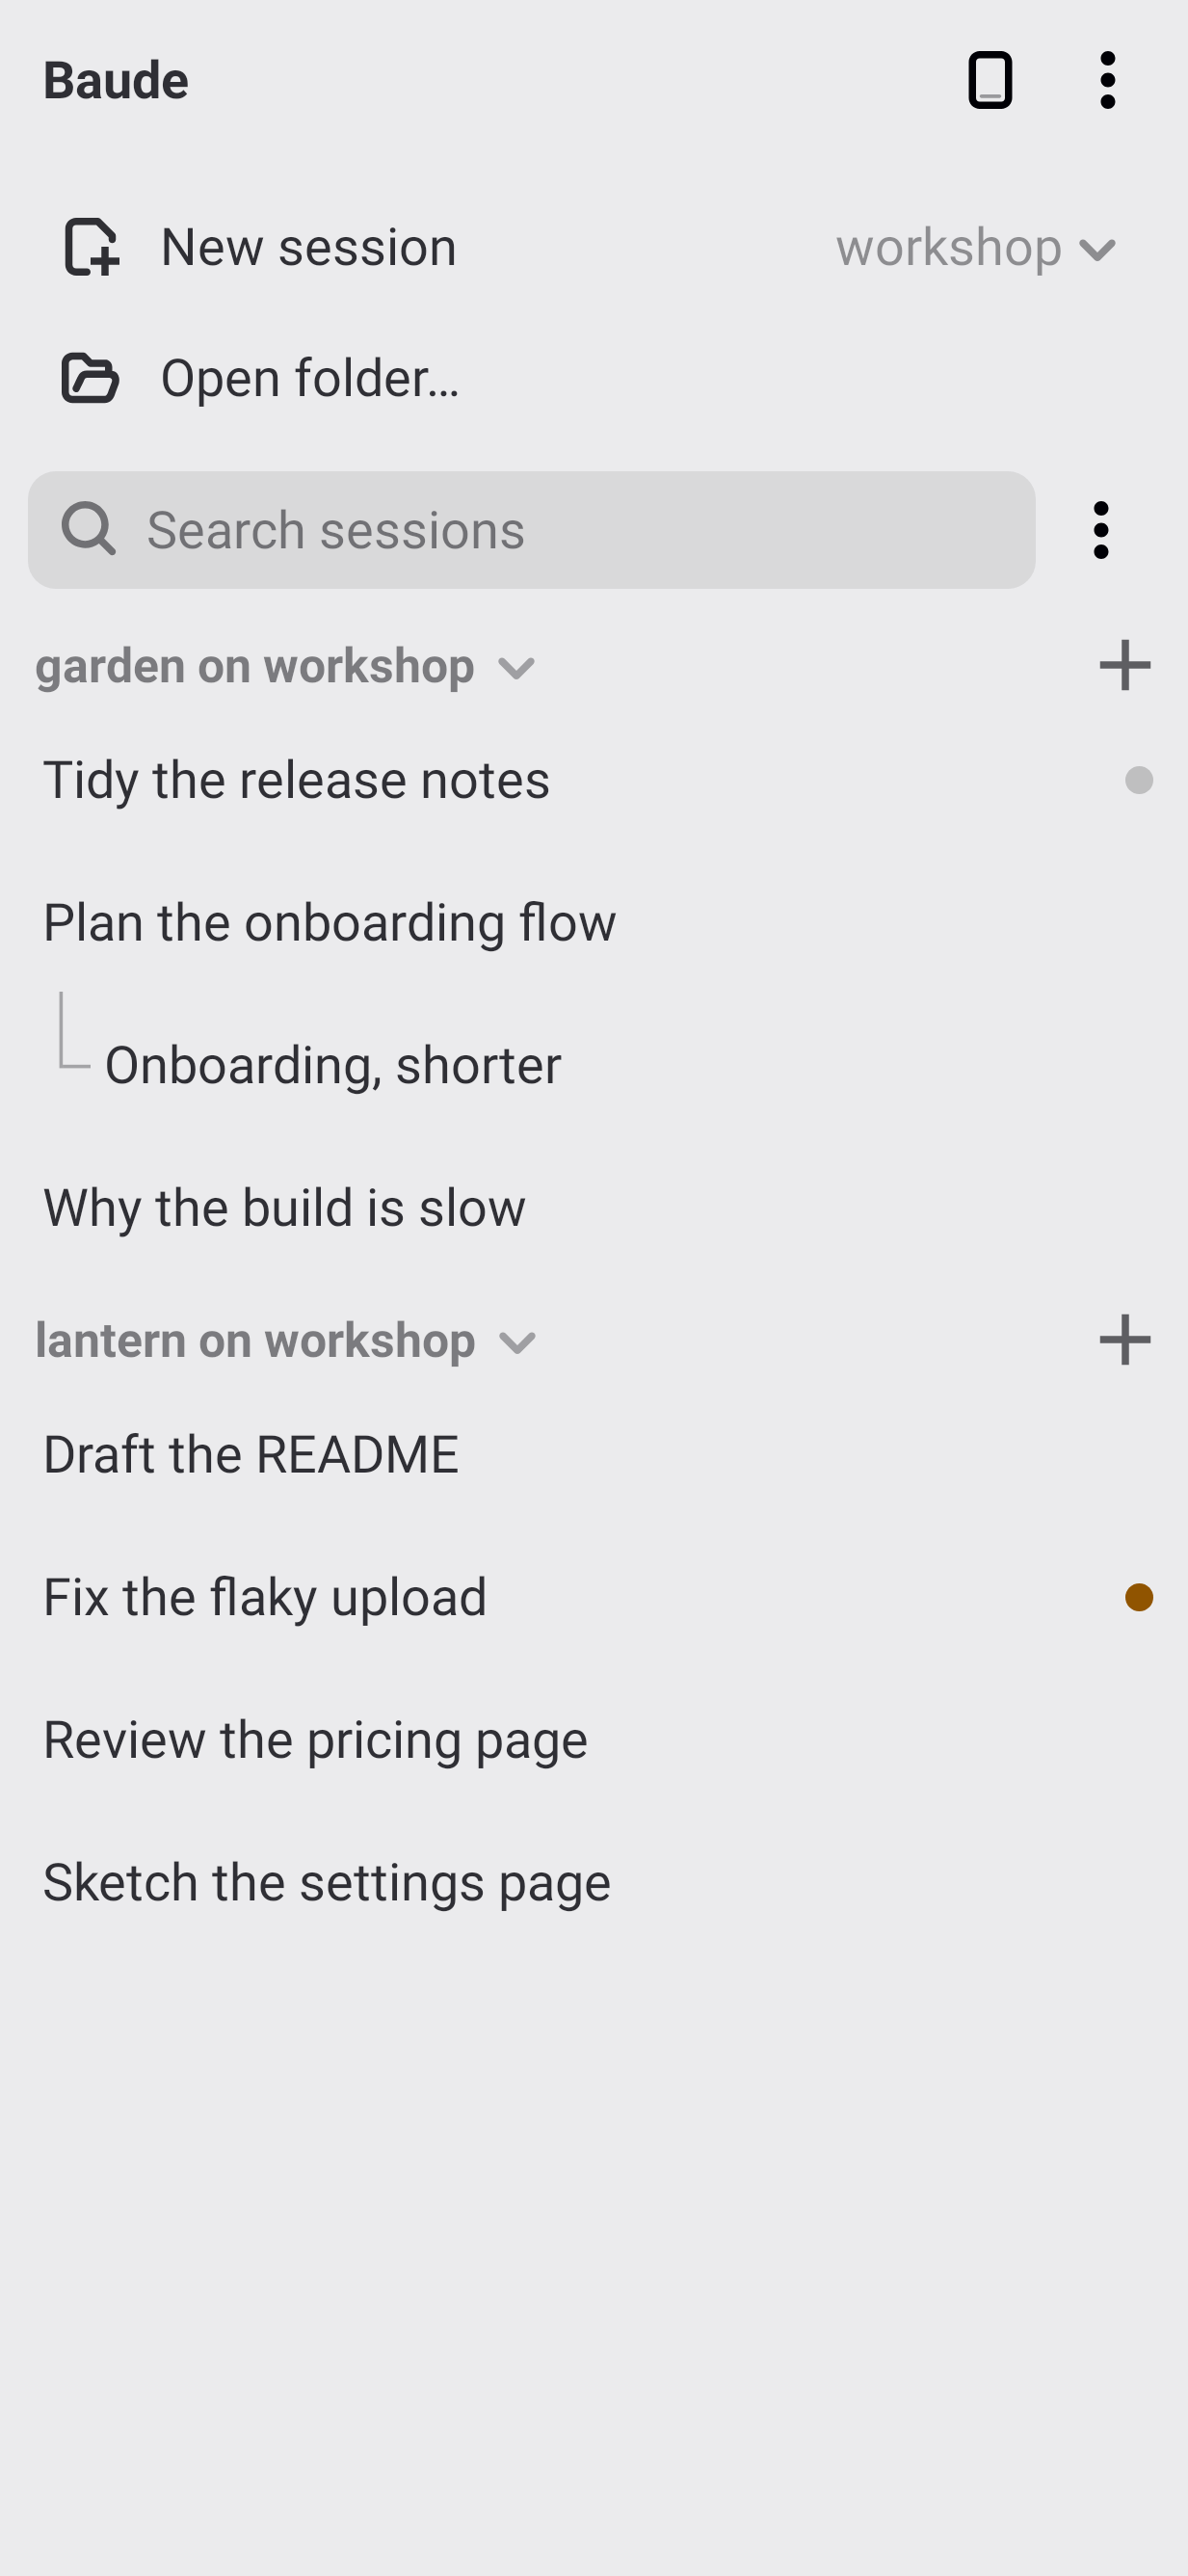 Baude
New session
workshop
Open folder…
Search sessions
garden on workshop
Tidy the release notes
Plan the onboarding flow
Onboarding, shorter
Why the build is slow
lantern on workshop
Draft the README
Fix the flaky upload
Review the pricing page
Sketch the settings page